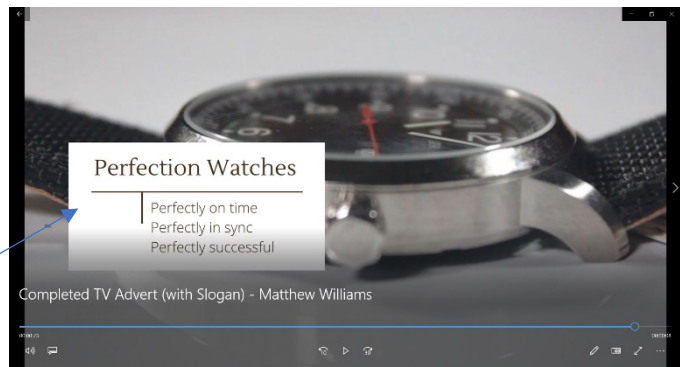 Perfection Watches
Perfectly on time
Perfectly in sync
Perfectly successful
Completed TV Advert (with Slogan) - Matthew Williams